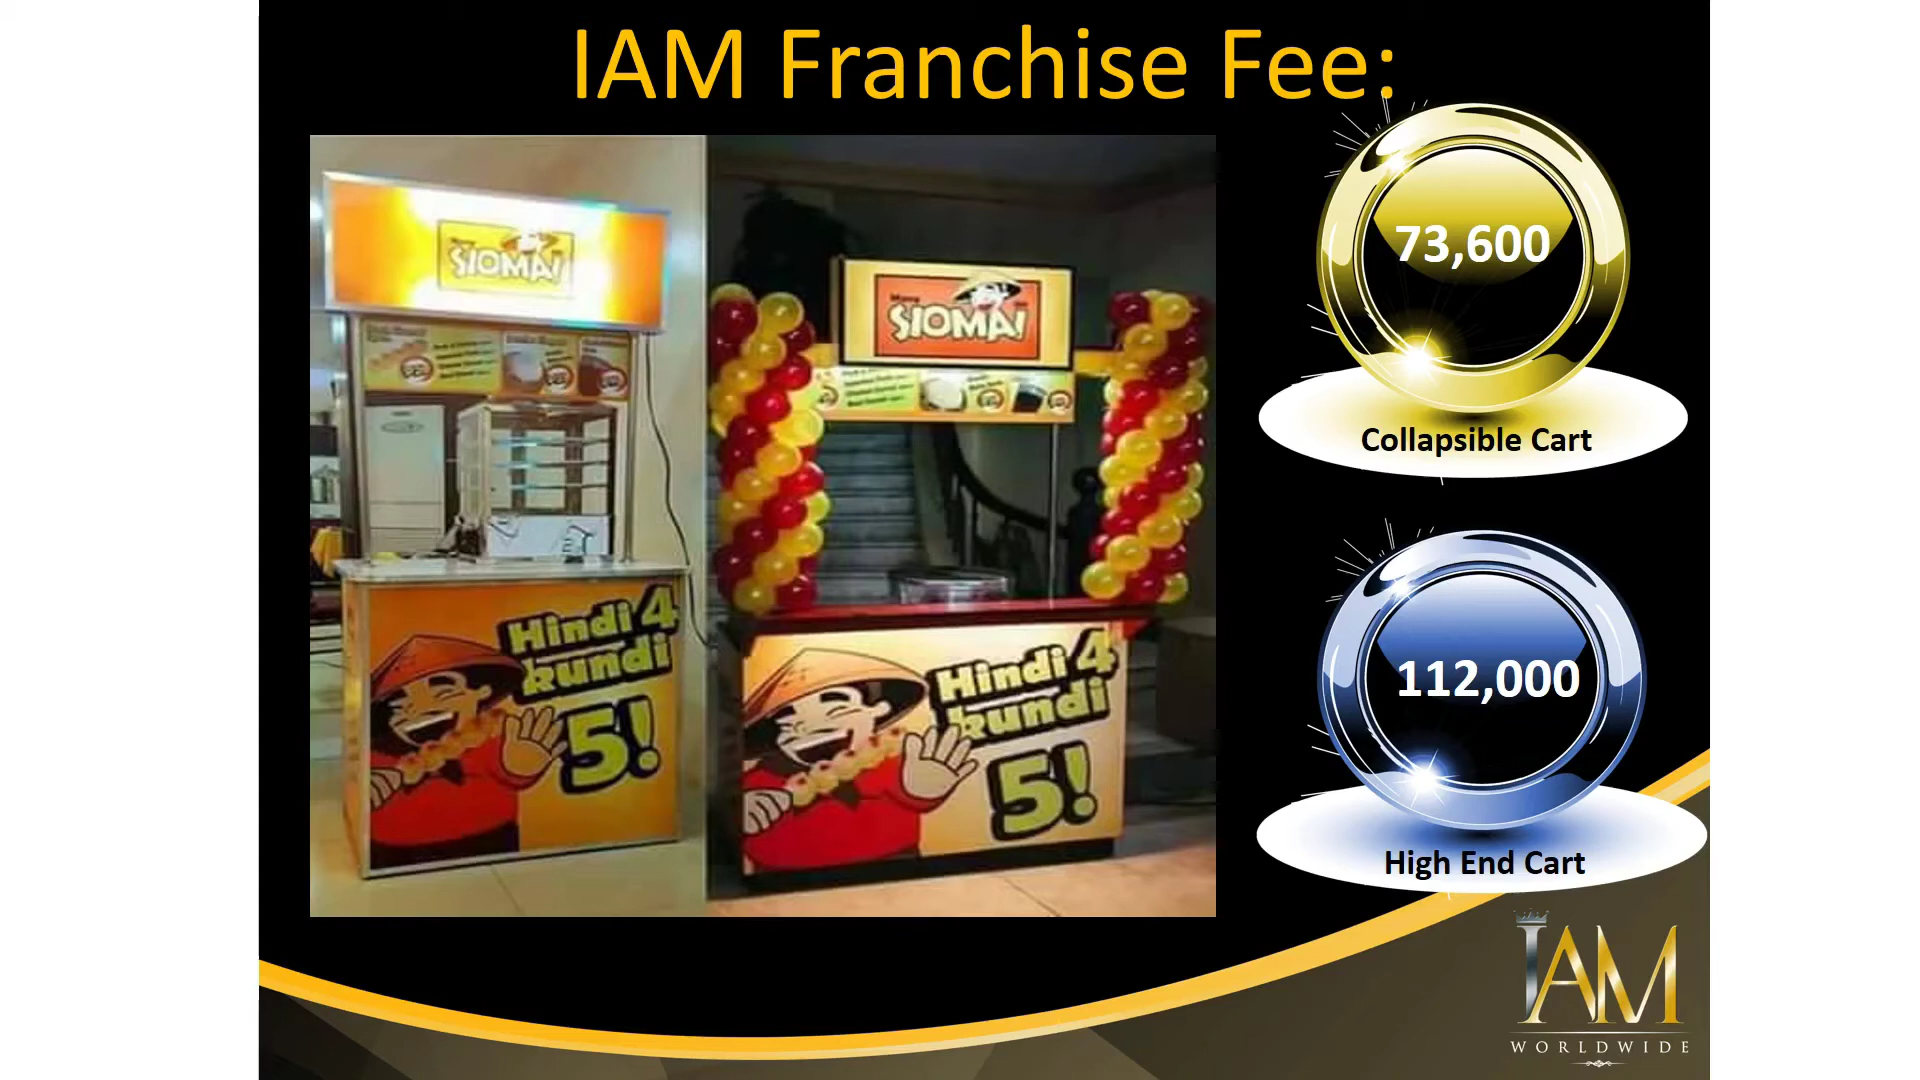 IAM Franchise Fee:
SIOMAI
SIOMAI
Hindi 4
kundi
5!
Hindi 4
kundi
5!
73,600
Collapsible Cart
112,000
High End Cart
IAM
WORLDWIDE